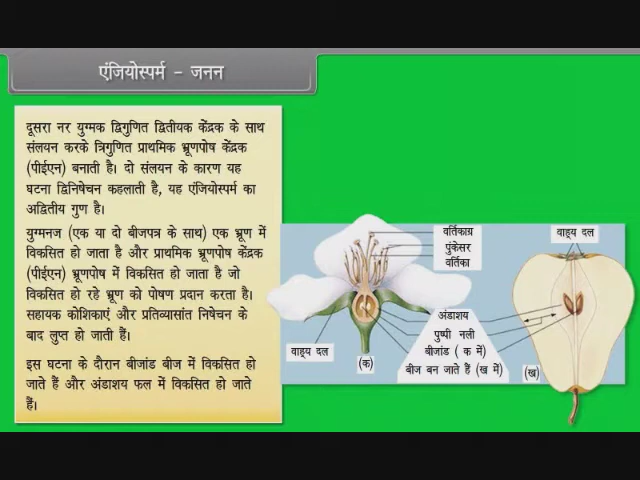 एंजियोस्पर्म – जनन
दूसरा नर युग्मक द्विगुणित द्वितीयक केंद्रक के साथ
संलयन करके त्रिगुणित प्राथमिक भ्रूणपोष केंद्रक
(पीईएन) बनाती है। दो संलयन के कारण यह
घटना द्विनिषेचन कहलाती है, यह एंजियोस्पर्म का
अद्वितीय गुण है।
युग्मनज (एक या दो बीजपत्र के साथ) एक भ्रूण में
विकसित हो जाता है और प्राथमिक भ्रूणपोष केंद्रक
(पीईएन) भ्रूणपोष में विकसित हो जाता है जो
विकसित हो रहे भ्रूण को पोषण प्रदान करता है।
सहायक कोशिकाएं और प्रतिव्यासांत निषेचन के
बाद लुप्त हो जाती हैं।
इस घटना के दौरान बीजांड बीज में विकसित हो
जाते हैं और अंडाशय फल में विकसित हो जाते
हैं।
वर्तिकाग्र
पुंकेसर
वर्तिका
वाह्य दल
अंडाशय
पुष्पी नली
बीजांड ( क में)
बीज बन जाते हैं (ख में)
वाह्य दल
(क)
(ख)